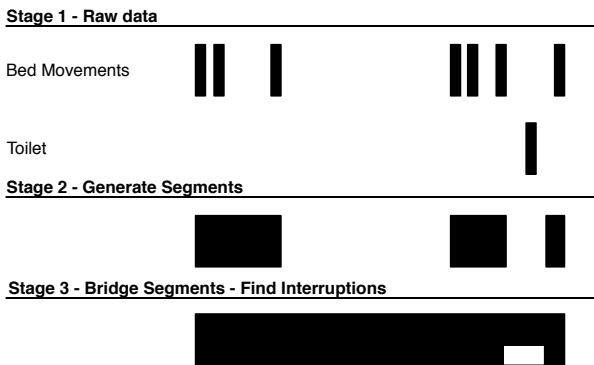 Stage 1 - Raw data
Bed Movements
Toilet
Stage 2 - Generate Segments
Stage 3 - Bridge Segments - Find Interruptions